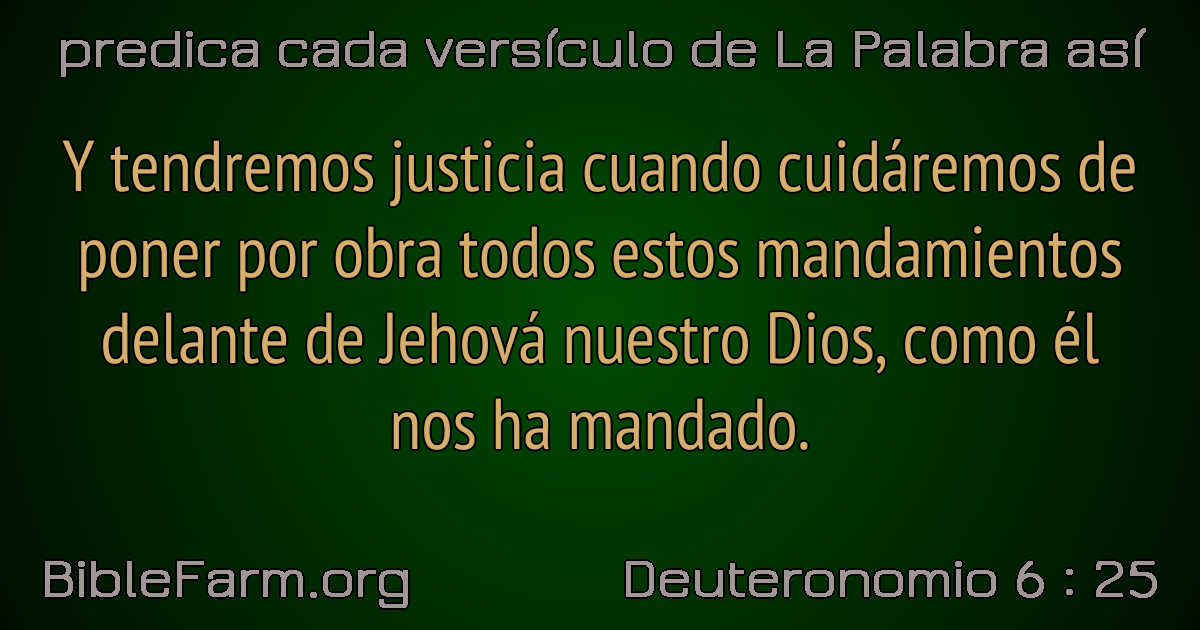 predica cada versículo de La Palabra así
Y tendremos justicia cuando cuidáremos de
poner por obra todos estos mandamientos
delante de Jehová nuestro Dios, como él
nos ha mandado.
BibleFarm.org
Deuteronomio 6 : 25